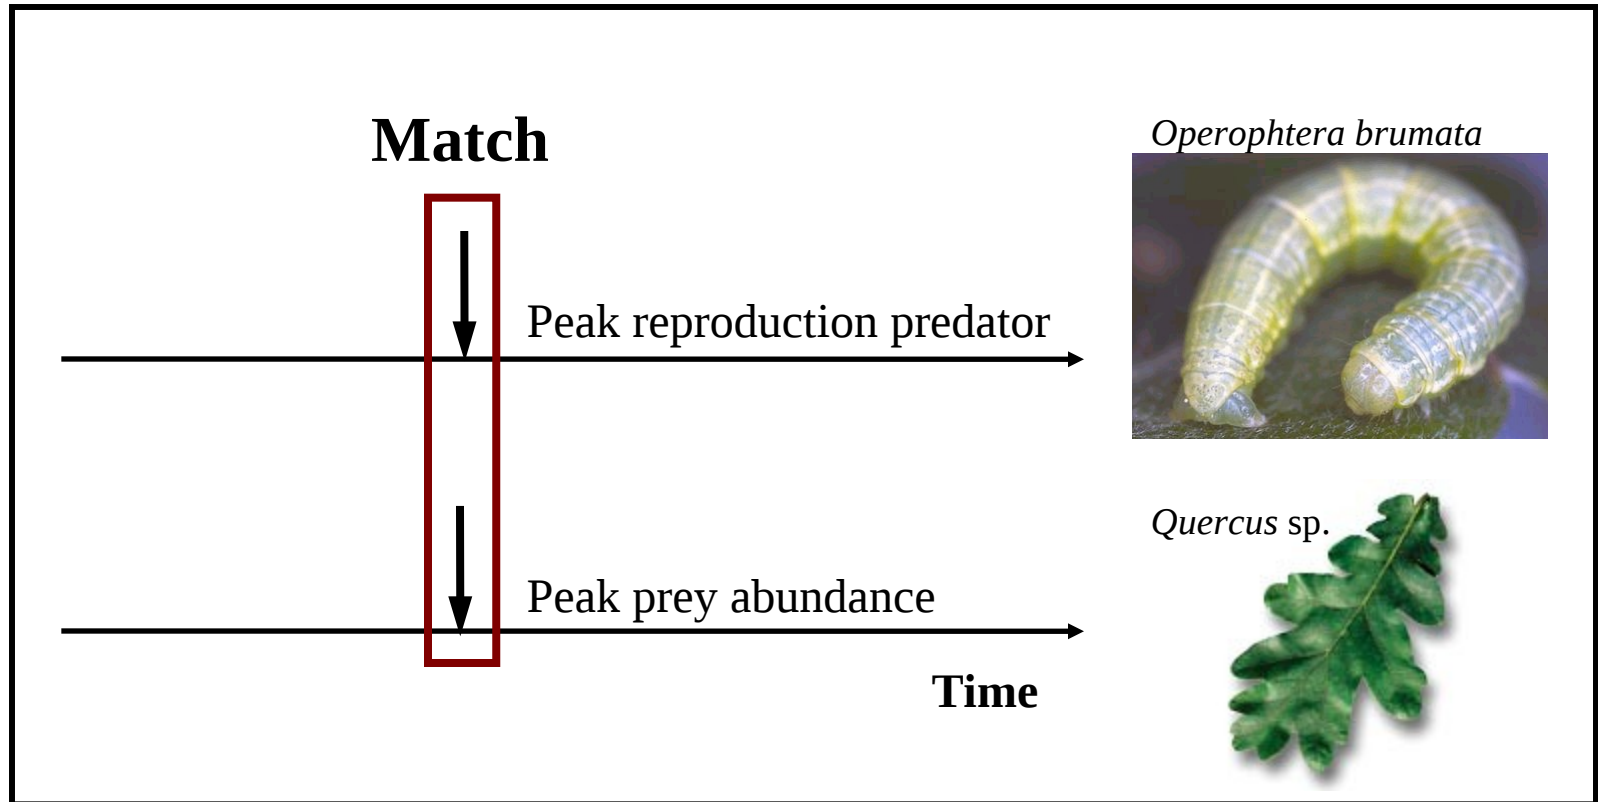 Match
Operophtera brumata
Peak reproduction predator
Quercus sp.
Peak prey abundance
Time